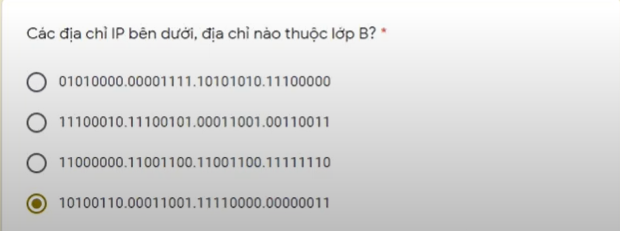 Các địa chỉ IP bên dưới, địa chỉ nào thuộc lớp B? *
01010000.00001111.10101010.11100000
11100010.11100101.00011001.00110011
11000000.11001100.11001100.11111110
10100110.00011001.11110000.00000011